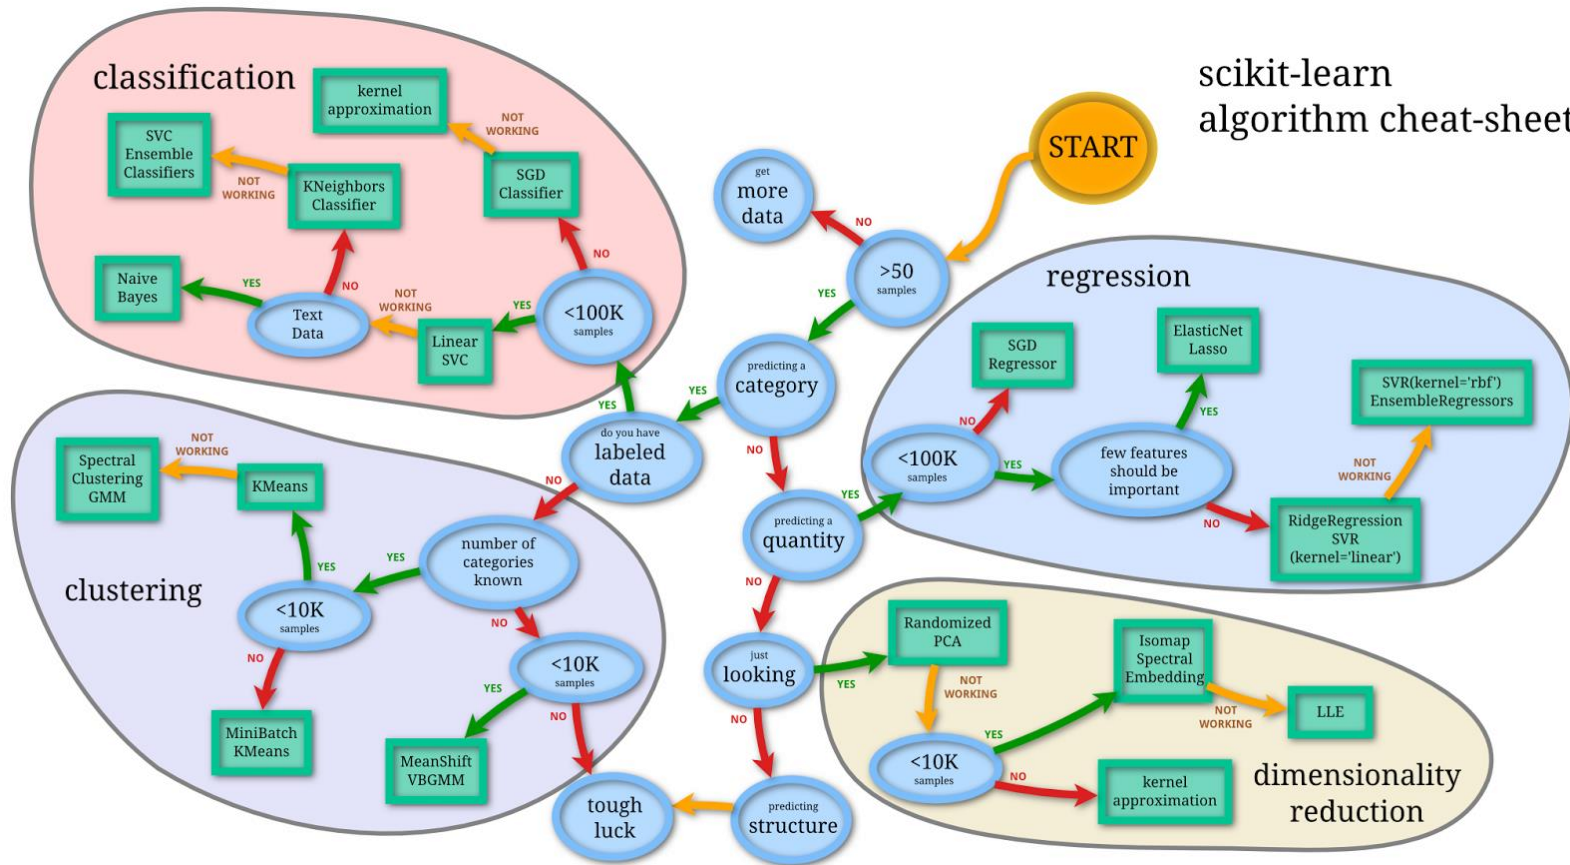 scikit-learn
algorithm cheat-sheet
START
classification
kernel
approximation
NOT
WORKING
SVC
Ensemble
Classifiers
NOT
WORKING
KNeighbors
Classifier
SGD
Classifier
NO
Naive
Bayes
YES
NO
Text
Data
NOT
WORKING
Linear
SVC
YES
<100K
samples
get
more
data
NO
>50
samples
YES
predicting a
category
YES
NO
YES
do you have
labeled
data
NO
regression
SGD
Regressor
ElasticNet
Lasso
SVR(kernel='rbf')
EnsembleRegressors
NO
YES
<100K
samples
YES
few features
should be
important
NOT
WORKING
NO
RidgeRegression
SVR
(kernel='linear')
YES
predicting a
quantity
NO
clustering
Spectral
Clustering
GMM
NOT
WORKING
KMeans
YES
number of
categories
known
YES
NO
<10K
samples
NO
MiniBatch
KMeans
<10K
samples
YES
NO
MeanShift
VBGMM
just
looking
YES
NO
tough
luck
predicting
structure
Randomized
PCA
NOT
WORKING
Isomap
Spectral
Embedding
NOT
WORKING
LLE
YES
<10K
samples
NO
kernel
approximation
dimensionality
reduction